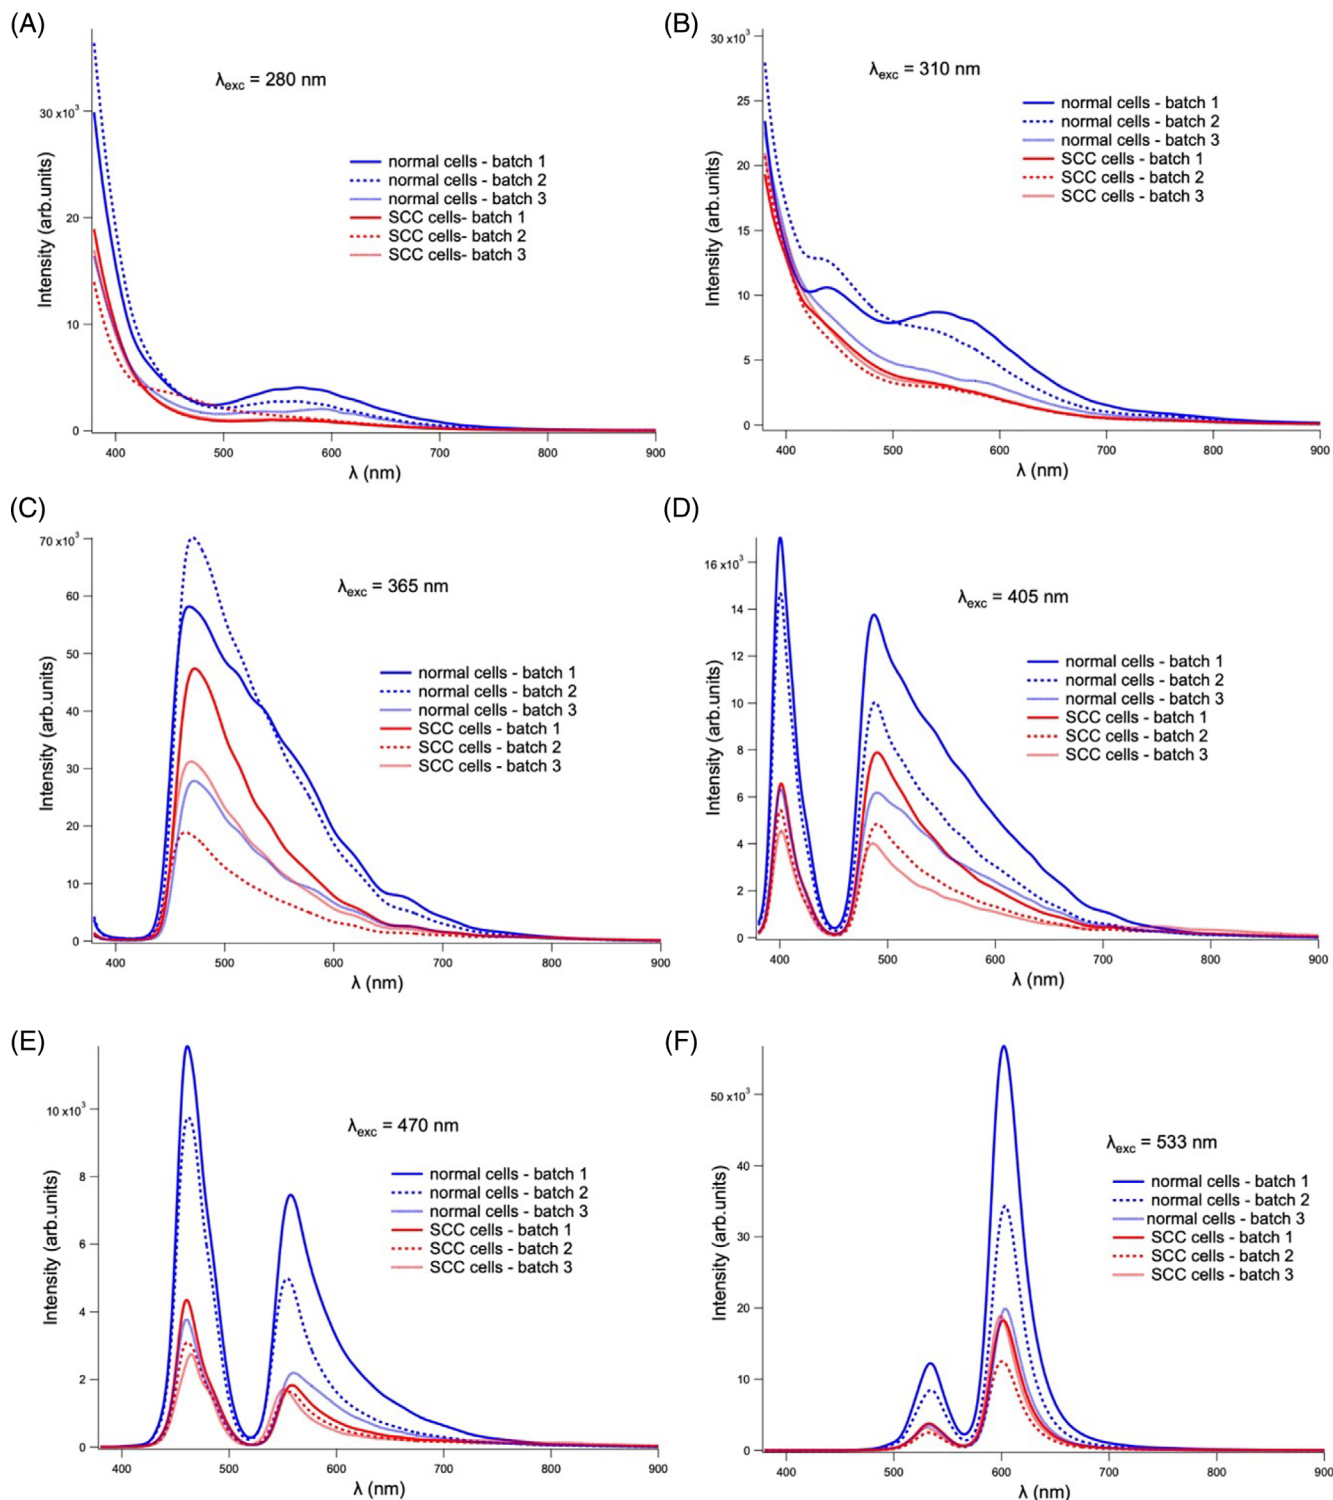 (A)
λexc = 280 nm
30 x10³
20
10
0
Intensity (arb.units)
normal cells - batch 1
normal cells - batch 2
normal cells - batch 3
SCC cells- batch 1
SCC cells- batch 2
SCC cells- batch 3
400 500 600 700 800 900
λ (nm)
(B)
λexc = 310 nm
30 x10³
25
20
15
10
5
0
Intensity (arb.units)
normal cells - batch 1
normal cells - batch 2
normal cells - batch 3
SCC cells - batch 1
SCC cells - batch 2
SCC cells - batch 3
400 500 600 700 800 900
λ (nm)
(C)
λexc = 365 nm
70 x10³
60
50
40
30
20
10
0
Intensity (arb.units)
normal cells - batch 1
normal cells - batch 2
normal cells - batch 3
SCC cells - batch 1
SCC cells - batch 2
SCC cells - batch 3
400 500 600 700 800 900
λ (nm)
(D)
λexc = 405 nm
16 x10³
14
12
10
8
6
4
2
0
Intensity (arb.units)
normal cells - batch 1
normal cells - batch 2
normal cells - batch 3
SCC cells - batch 1
SCC cells - batch 2
SCC cells - batch 3
400 500 600 700 800 900
λ (nm)
(E)
λexc = 470 nm
10 x10³
8
6
4
2
0
Intensity (arb.units)
normal cells - batch 1
normal cells - batch 2
normal cells - batch 3
SCC cells - batch 1
SCC cells - batch 2
SCC cells - batch 3
400 500 600 700 800 900
λ (nm)
(F)
λexc = 533 nm
50 x10³
40
30
20
10
0
Intensity (arb.units)
normal cells - batch 1
normal cells - batch 2
normal cells - batch 3
SCC cells - batch 1
SCC cells - batch 2
SCC cells - batch 3
400 500 600 700 800 900
λ (nm)